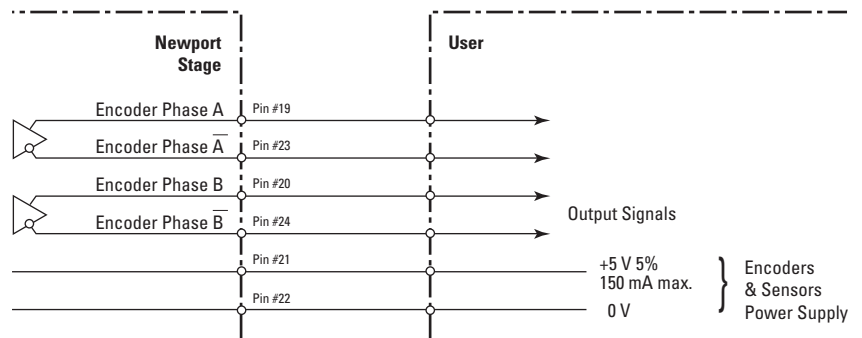 Newport
Stage
User
Encoder Phase A Pin #19
Encoder Phase A̅ Pin #23
Encoder Phase B Pin #20
Encoder Phase B̅ Pin #24
Output Signals
Pin #21
+5 V 5%
150 mA max.
Pin #22
0 V
Encoders
& Sensors
Power Supply